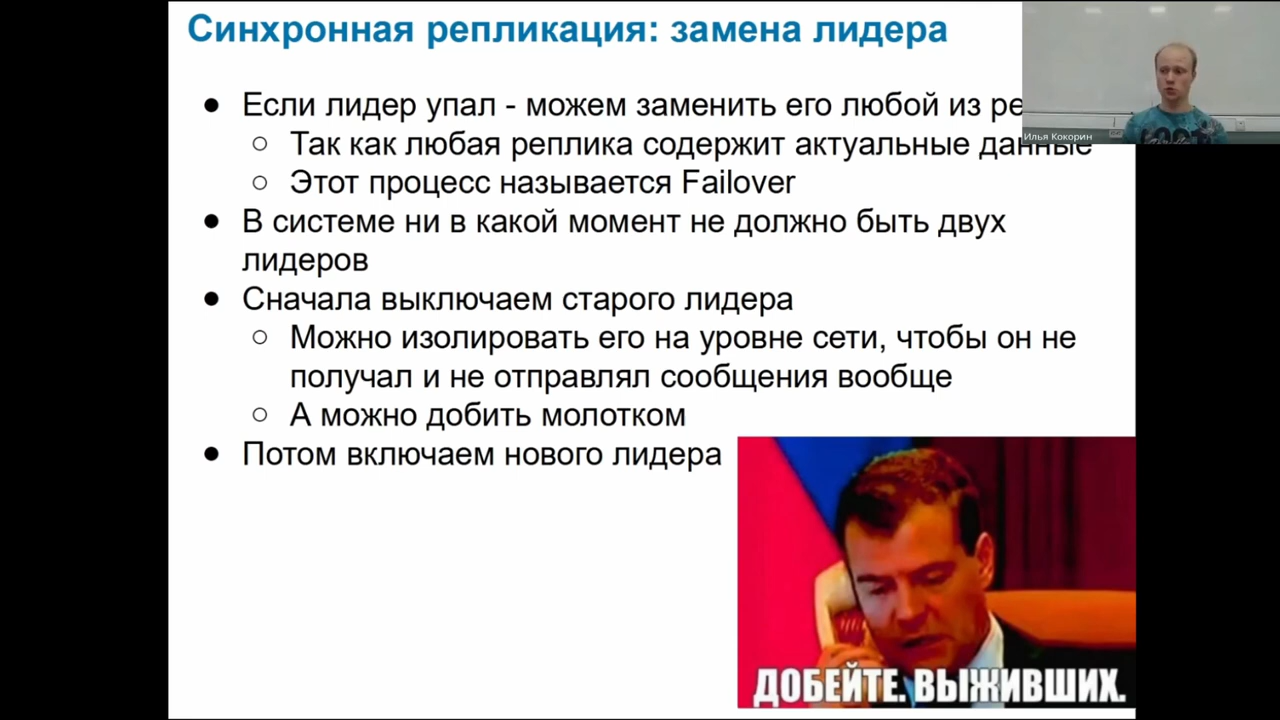 Синхронная репликация: замена лидера
● Если лидер упал - можем заменить его любой из
○ Так как любая реплика содержит актуальные данные
○ Этот процесс называется Failover
● В системе ни в какой момент не должно быть двух
лидеров
● Сначала выключаем старого лидера
○ Можно изолировать его на уровне сети, чтобы он не
получал и не отправлял сообщения вообще
○ А можно добить молотком
● Потом включаем нового лидера
ДОБЕЙТЕ. ВЫЖИВШИХ.
Илья Кокорин